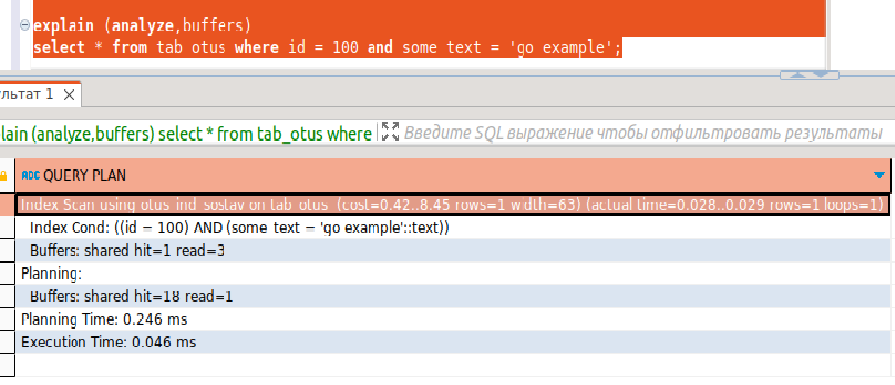 explain (analyze,buffers)
select * from tab_otus where id = 100 and some_text = 'go example';
льтат 1
lain (analyze,buffers) select * from tab_otus where
Введите SQL выражение чтобы отфильтровать результаты
ABC QUERY PLAN
Index Scan using otus_ind_sostav on tab_otus (cost=0.42..8.45 rows=1 width=63) (actual time=0.028..0.029 rows=1 loops=1)
Index Cond: ((id = 100) AND (some_text = 'go example'::text))
Buffers: shared hit=1 read=3
Planning:
Buffers: shared hit=18 read=1
Planning Time: 0.246 ms
Execution Time: 0.046 ms